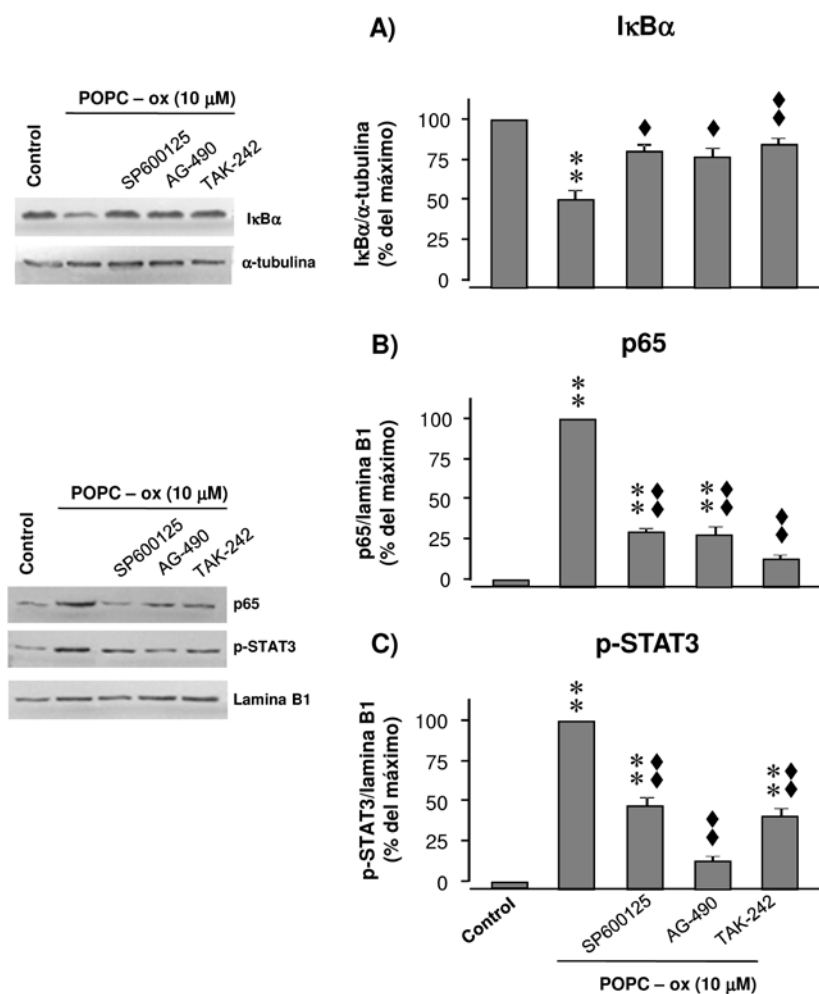 A) IκBα
POPC – ox (10 μM)
Control
SP600125
AG-490
TAK-242
IκBα
α-tubulina
IκBα/α-tubulina
(% del máximo)
100
75
50
25
0
**
♦
♦
♦♦
B) p65
POPC – ox (10 μM)
Control
SP600125
AG-490
TAK-242
p65
p-STAT3
Lamina B1
p65/lamina B1
(% del máximo)
100
75
50
25
0
**
** ♦♦
** ♦♦
♦♦
C) p-STAT3
p-STAT3/lamina B1
(% del máximo)
100
75
50
25
0
**
** ♦♦
♦♦
** ♦♦
Control
SP600125
AG-490
TAK-242
POPC – ox (10 μM)